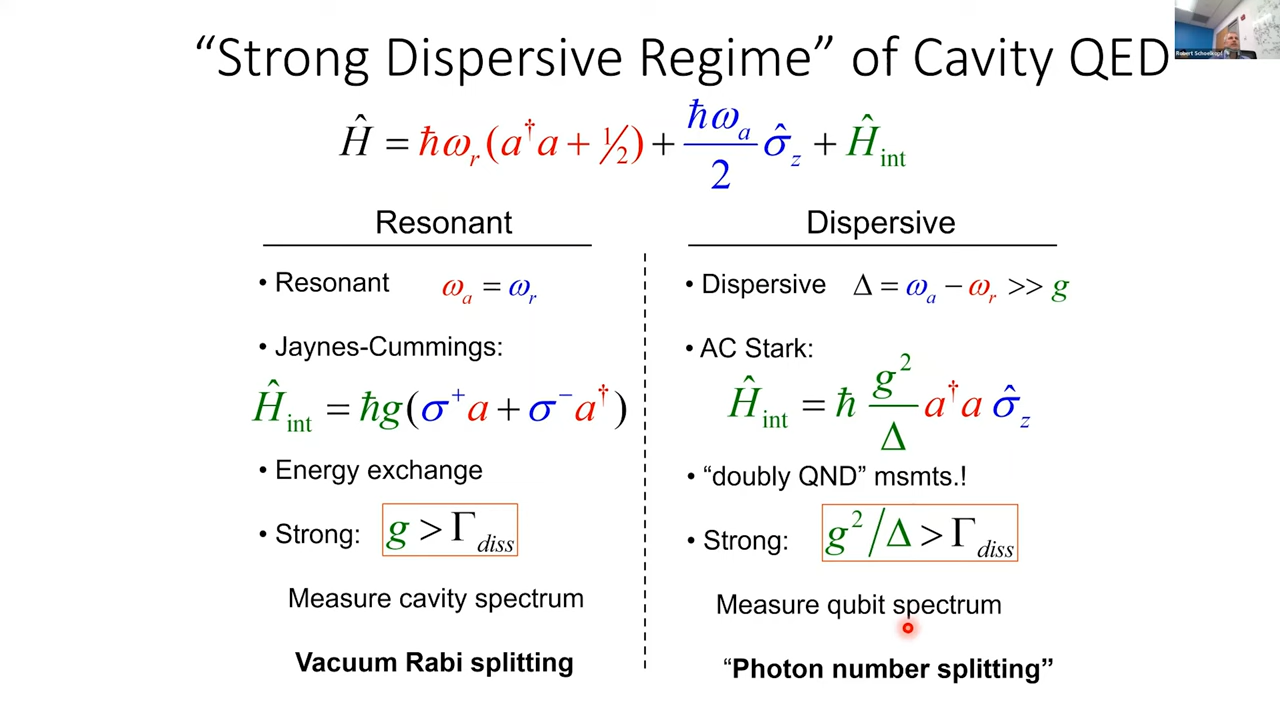 “Strong Dispersive Regime” of Cavity QED
Robert Schoelkopf
Ĥ = ħω_r(a†a + ½) + ħω_a/2 σ̂_z + Ĥ_int
Resonant
• Resonant ω_a = ω_r
• Jaynes-Cummings:
Ĥ_int = ħg(σ⁺a + σ⁻a†)
• Energy exchange
• Strong: g > Γ_diss
Measure cavity spectrum
Vacuum Rabi splitting
Dispersive
• Dispersive Δ = ω_a − ω_r >> g
• AC Stark:
Ĥ_int = ħ g²/Δ a†a σ̂_z
• “doubly QND” msmts.!
• Strong: g²/Δ > Γ_diss
Measure qubit spectrum
“Photon number splitting”